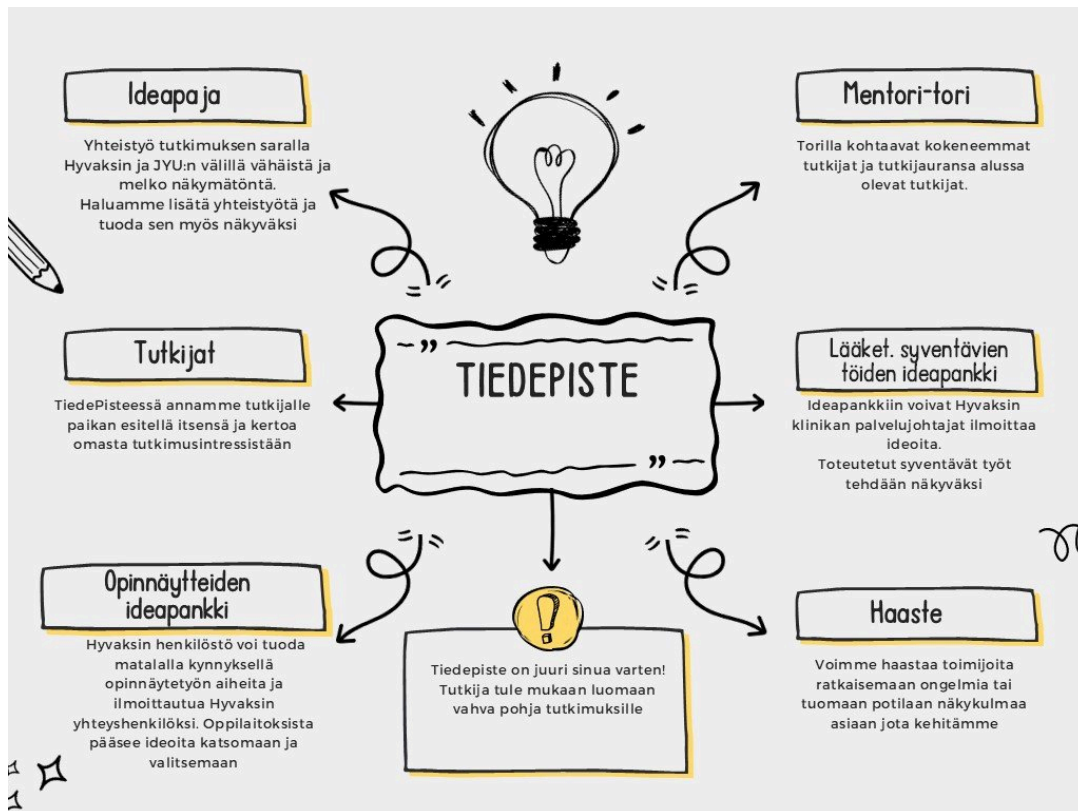 Ideapaja
Yhteistyö tutkimuksen saralla
Hyvaksin ja JYU:n välillä vähäistä ja
melko näkymätöntä.
Haluamme lisätä yhteistyötä ja
tuoda sen myös näkyväksi
Mentori-tori
Torilla kohtaavat kokeneemmat
tutkijat ja tutkijauransa alussa
olevat tutkijat.
Tutkijat
TiedePisteessä annamme tutkijalle
paikan esitellä itsensä ja kertoa
omasta tutkimusintressistään
”
TIEDEPISTE
”
Lääket. syventävien
töiden ideapankki
Ideapankkiin voivat Hyvaksin
klinikan palvelujohtajat ilmoittaa
ideoita.
Toteutetut syventävät työt
tehdään näkyväksi
Opinnäytteiden
ideapankki
Hyvaksin henkilöstö voi tuoda
matalalla kynnyksellä
opinnäytetyön aiheita ja
ilmoittautua Hyvaksin
yhteyshenkilöksi. Oppilaitoksista
pääsee ideoita katsomaan ja
valitsemaan
!
Tiedepiste on juuri sinua varten!
Tutkija tule mukaan luomaan
vahva pohja tutkimuksille
Haaste
Voimme haastaa toimijoita
ratkaisemaan ongelmia tai
tuomaan potilaan näkykulmaa
asiaan jota kehitämme